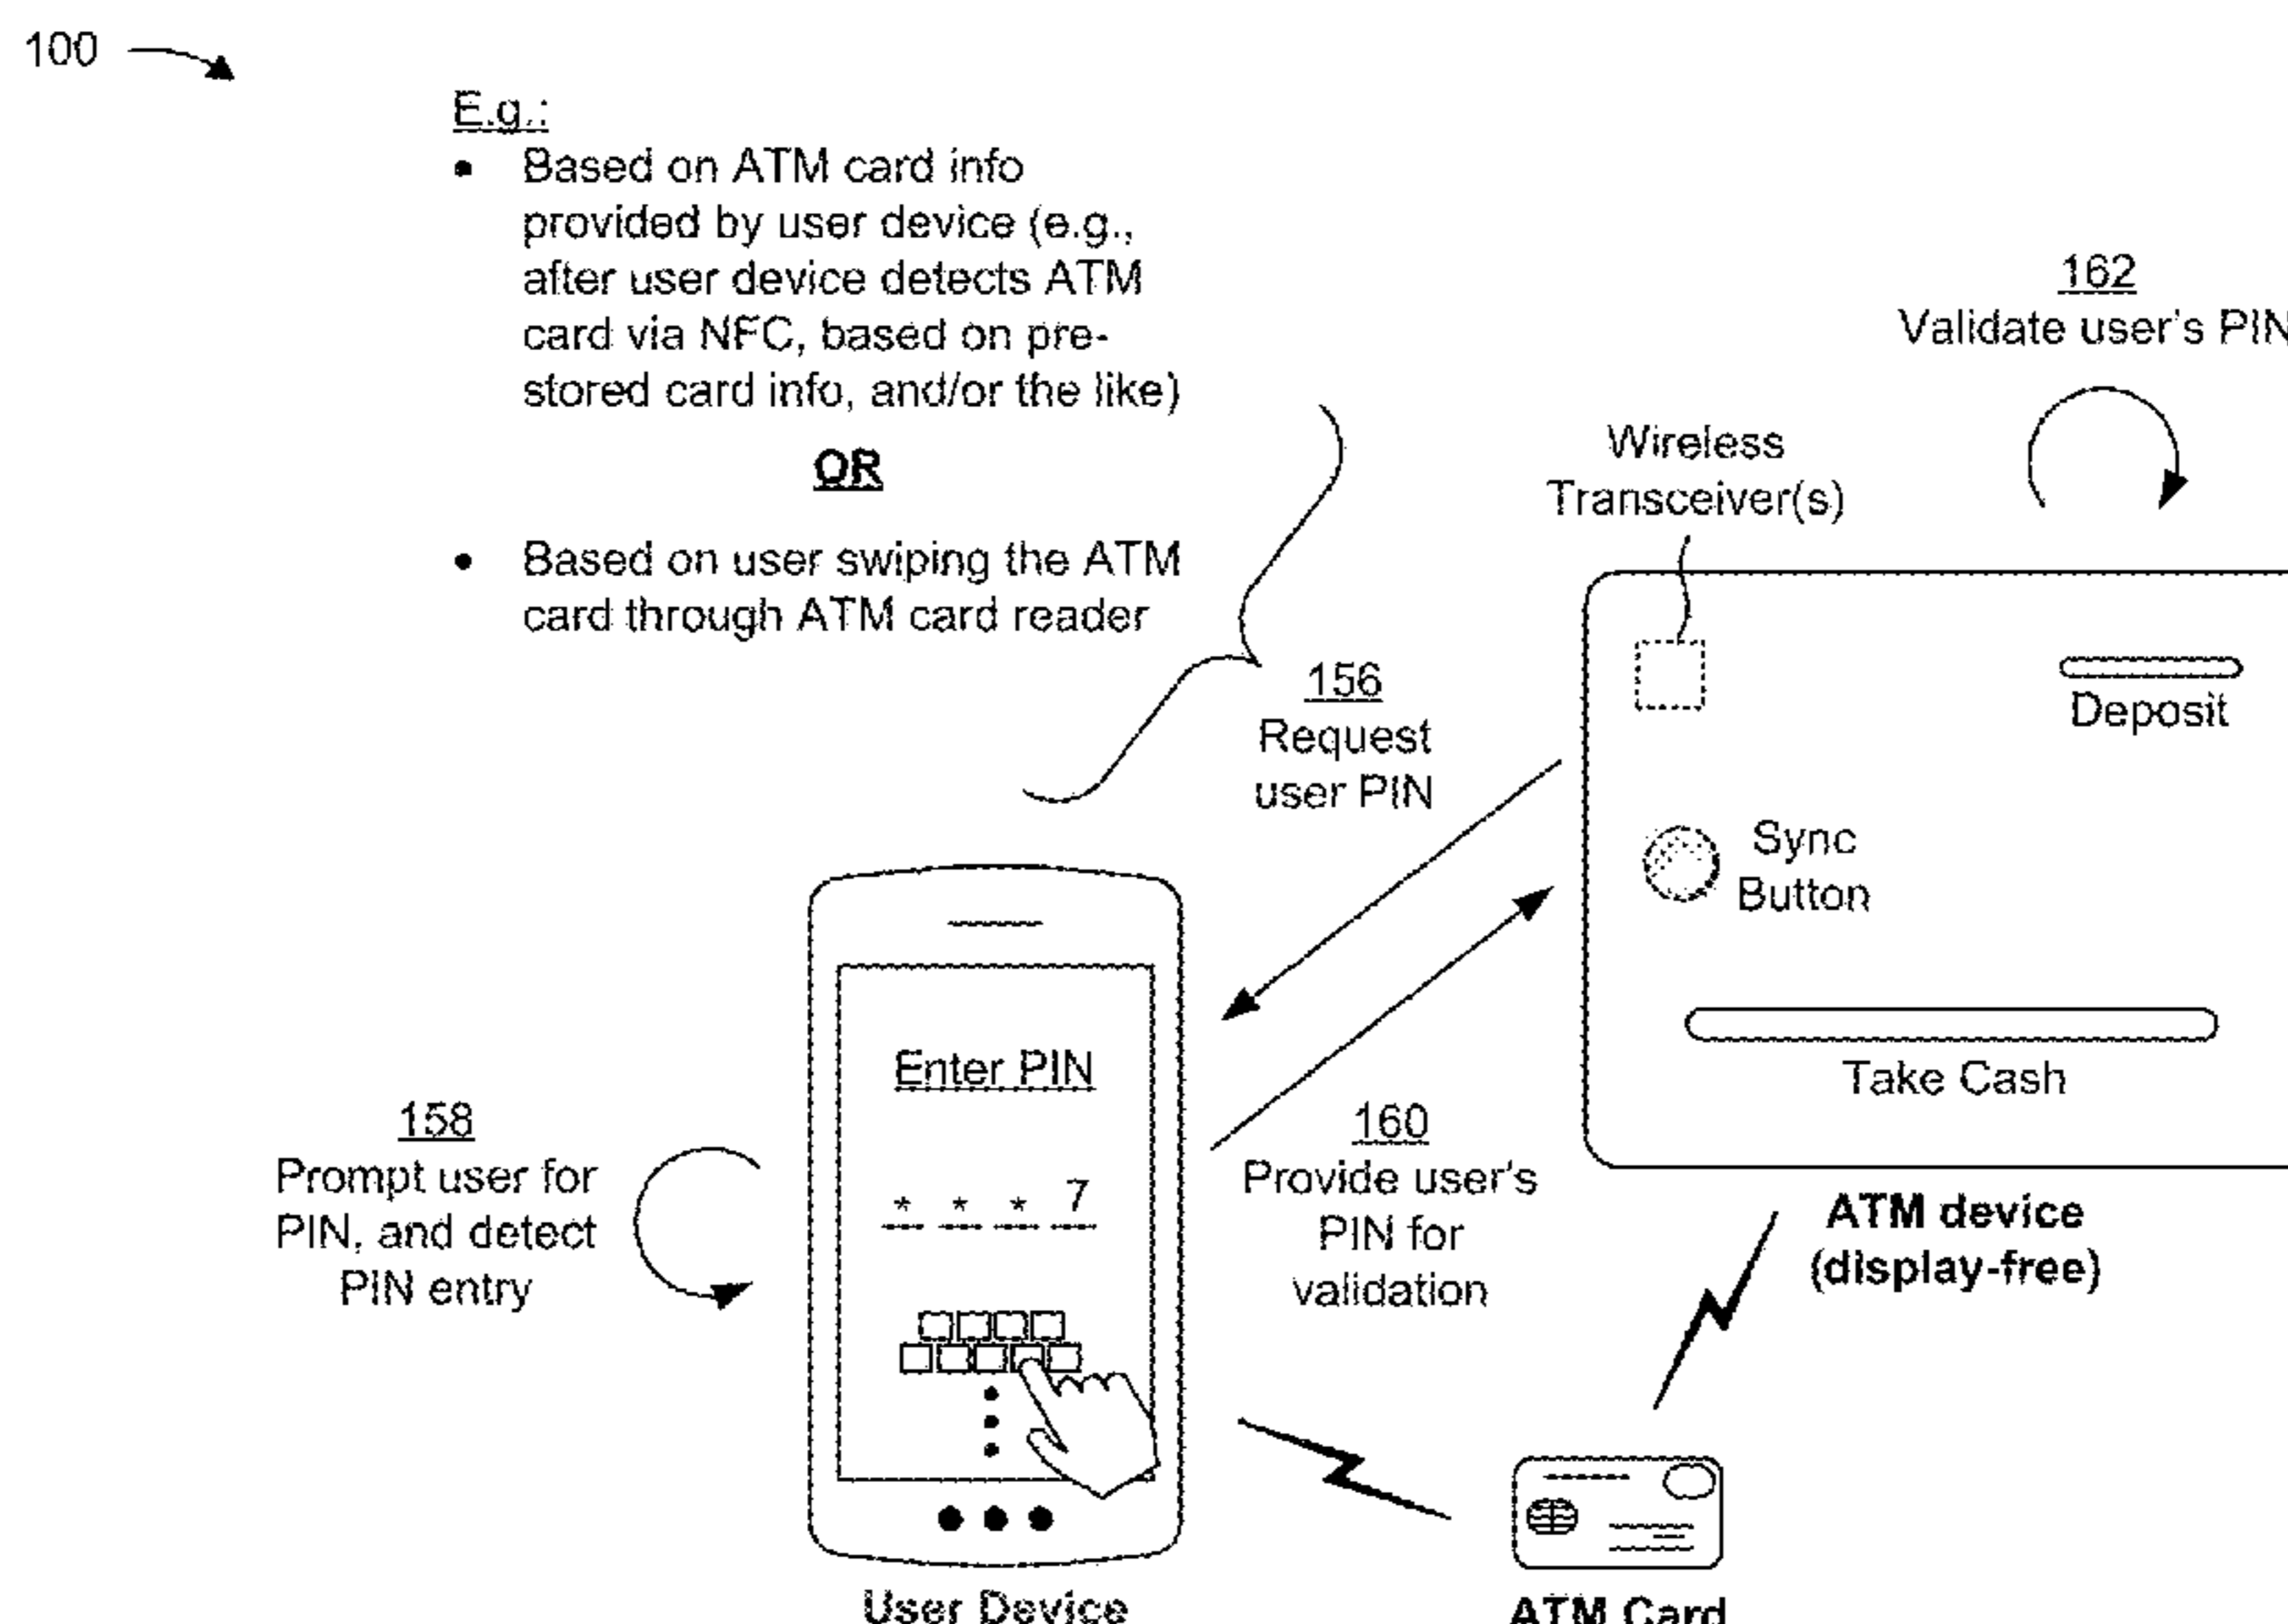 100
E.g.:
• Based on ATM card info
provided by user device (e.g.,
after user device detects ATM
card via NFC, based on pre-
stored card info, and/or the like)
OR
• Based on user swiping the ATM
card through ATM card reader
162
Validate user's PIN
Wireless
Transceiver(s)
156
Request
user PIN
Deposit
Sync
Button
Take Cash
ATM device
(display-free)
Enter PIN
* * * 7
158
Prompt user for
PIN, and detect
PIN entry
160
Provide user's
PIN for
validation
User Device
ATM Card